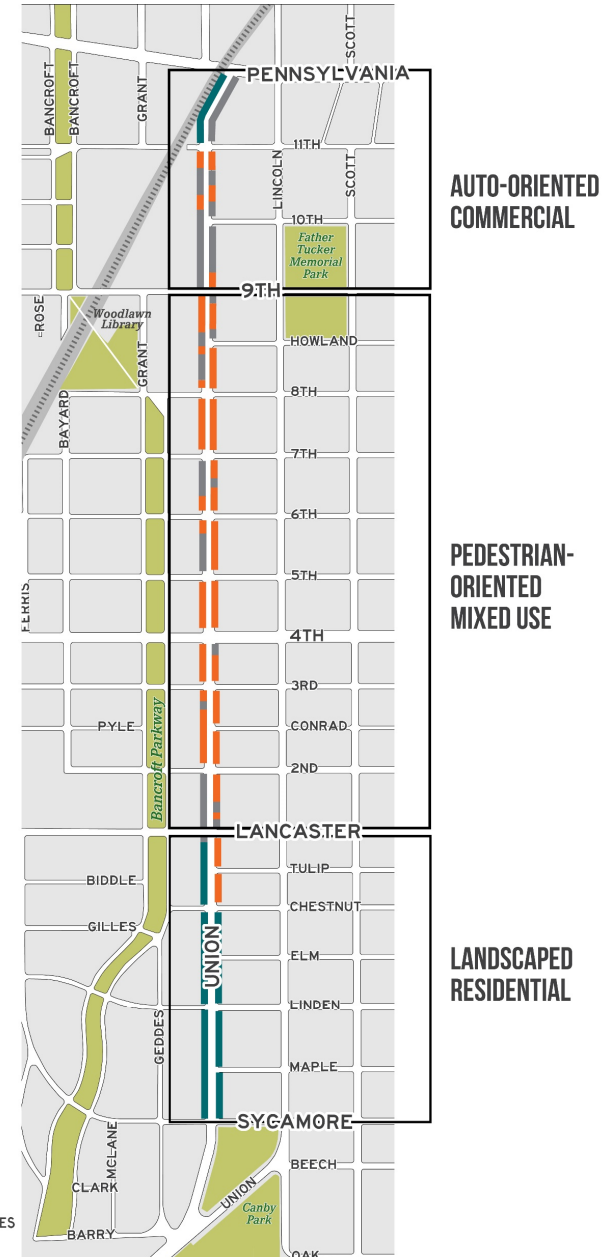 SCOTT
PENNSYLVANIA
BANCROFT
BANCROFT
GRANT
11TH
LINCOLN
SCOTT
AUTO-ORIENTED
COMMERCIAL
10TH
Father
Tucker
Memorial
Park
9TH
ROSE
Woodlawn
Library
GRANT
HOWLAND
8TH
BAYARD
7TH
6TH
PEDESTRIAN-
ORIENTED
MIXED USE
5TH
FERRIS
4TH
3RD
PYLE
Bancroft Parkway
CONRAD
2ND
LANCASTER
TULIP
BIDDLE
CHESTNUT
GILLES
UNION
ELM
LANDSCAPED
RESIDENTIAL
LINDEN
GEDDES
MAPLE
SYCAMORE
MCLANE
BEECH
CLARK
UNION
Canby
Park
ES
BARRY
OAK